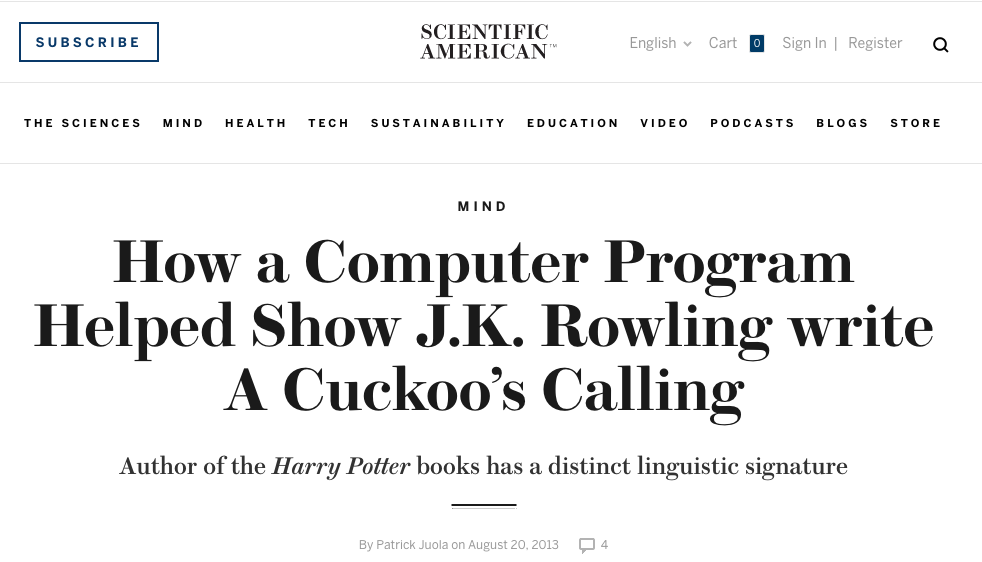 SUBSCRIBE
SCIENTIFIC
AMERICAN™
English Cart 0 Sign In | Register
THE SCIENCES MIND HEALTH TECH SUSTAINABILITY EDUCATION VIDEO PODCASTS BLOGS STORE
MIND
How a Computer Program
Helped Show J.K. Rowling write
A Cuckoo’s Calling
Author of the Harry Potter books has a distinct linguistic signature
By Patrick Juola on August 20, 2013 4